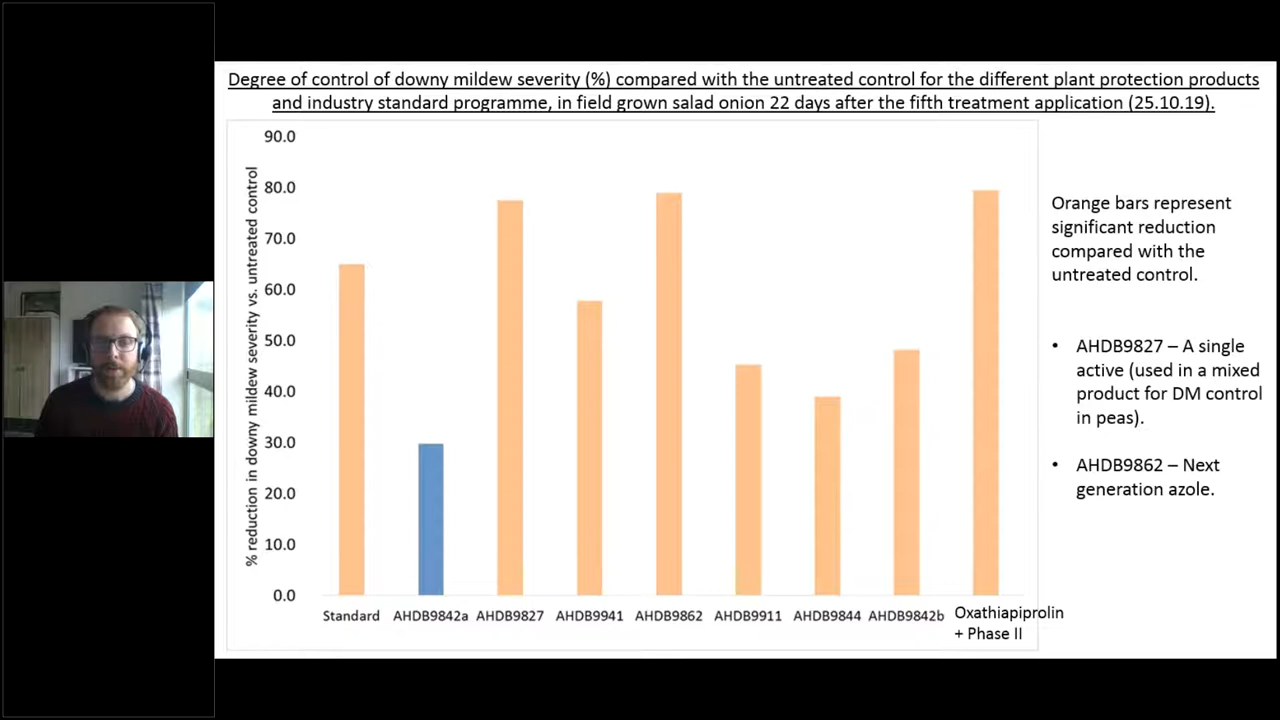 Degree of control of downy mildew severity (%) compared with the untreated control for the different plant protection products
and industry standard programme, in field grown salad onion 22 days after the fifth treatment application (25.10.19).
% reduction in downy mildew severity vs. untreated control
90.0
80.0
70.0
60.0
50.0
40.0
30.0
20.0
10.0
0.0
Standard
AHDB9842a
AHDB9827
AHDB9941
AHDB9862
AHDB9911
AHDB9844
AHDB9842b
Oxathiapiprolin
+ Phase II
Orange bars represent
significant reduction
compared with the
untreated control.
• AHDB9827 – A single
active (used in a mixed
product for DM control
in peas).
• AHDB9862 – Next
generation azole.